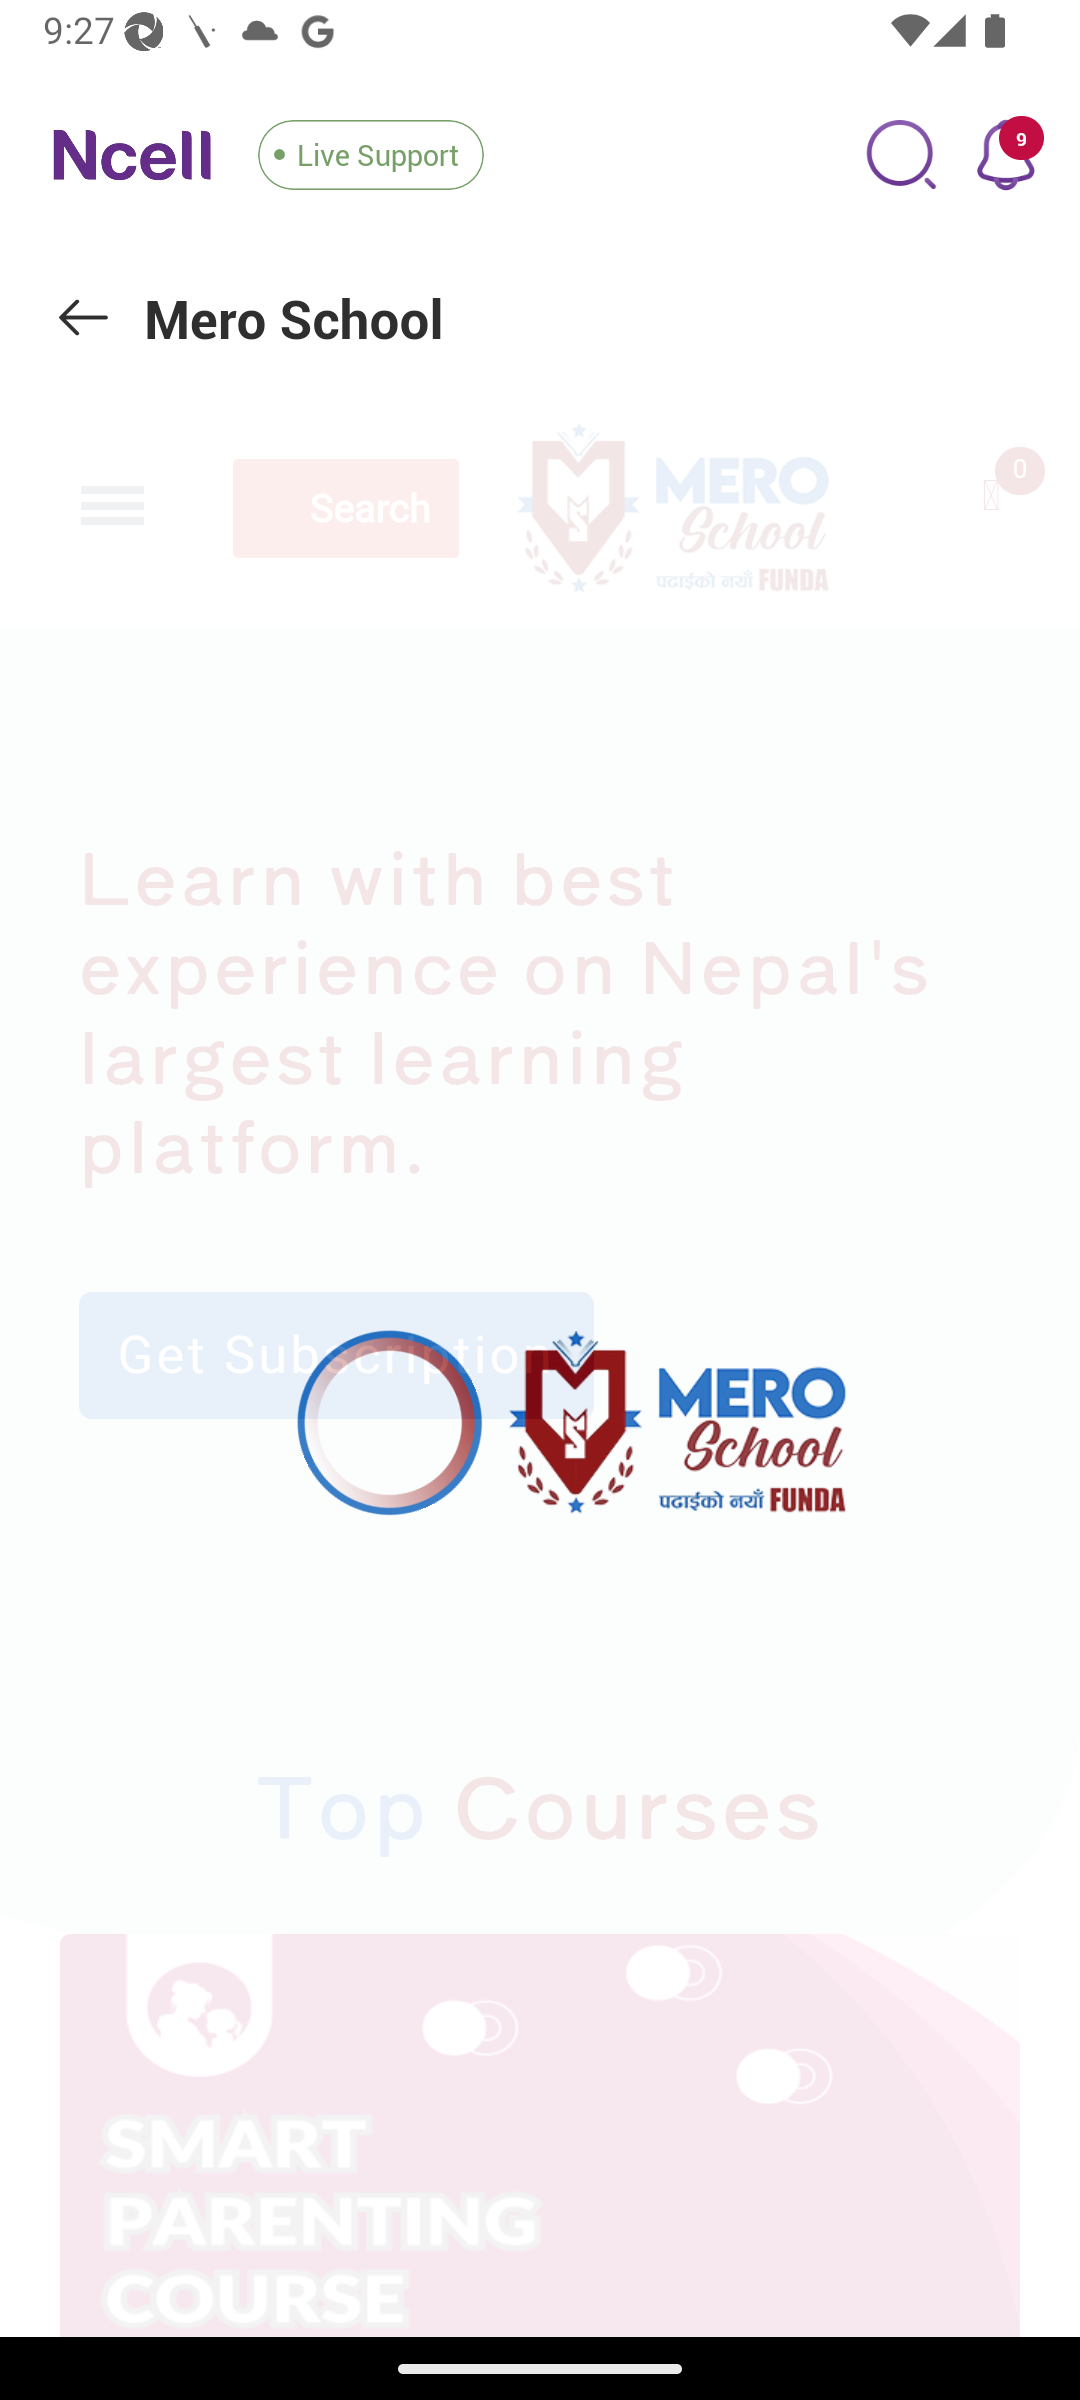 9:27
Ncell
Live Support
9
Mero School
Search
MERO
School
पढाईको नयाँ FUNDA
0
Learn with best
experience on Nepal's
largest learning
platform.
Get Subscription
MERO
School
पढाईको नयाँ FUNDA
Top Courses
SMART
PARENTING
COURSE